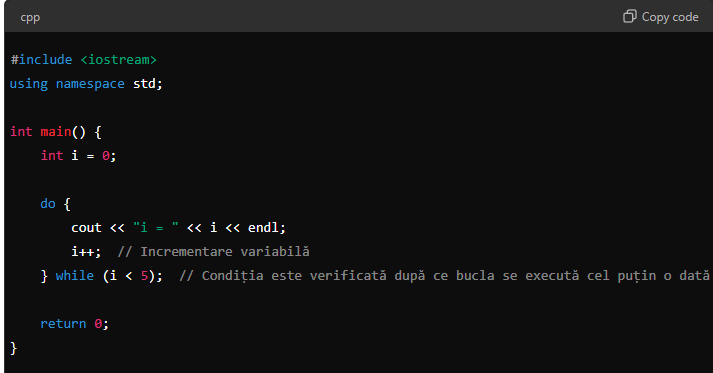 cpp
Copy code
#include <iostream>
using namespace std;
int main() {
    int i = 0;
    do {
        cout << "i = " << i << endl;
        i++;  // Incrementare variabilă
    } while (i < 5);  // Condiția este verificată după ce bucla se execută cel puțin o dată
    return 0;
}